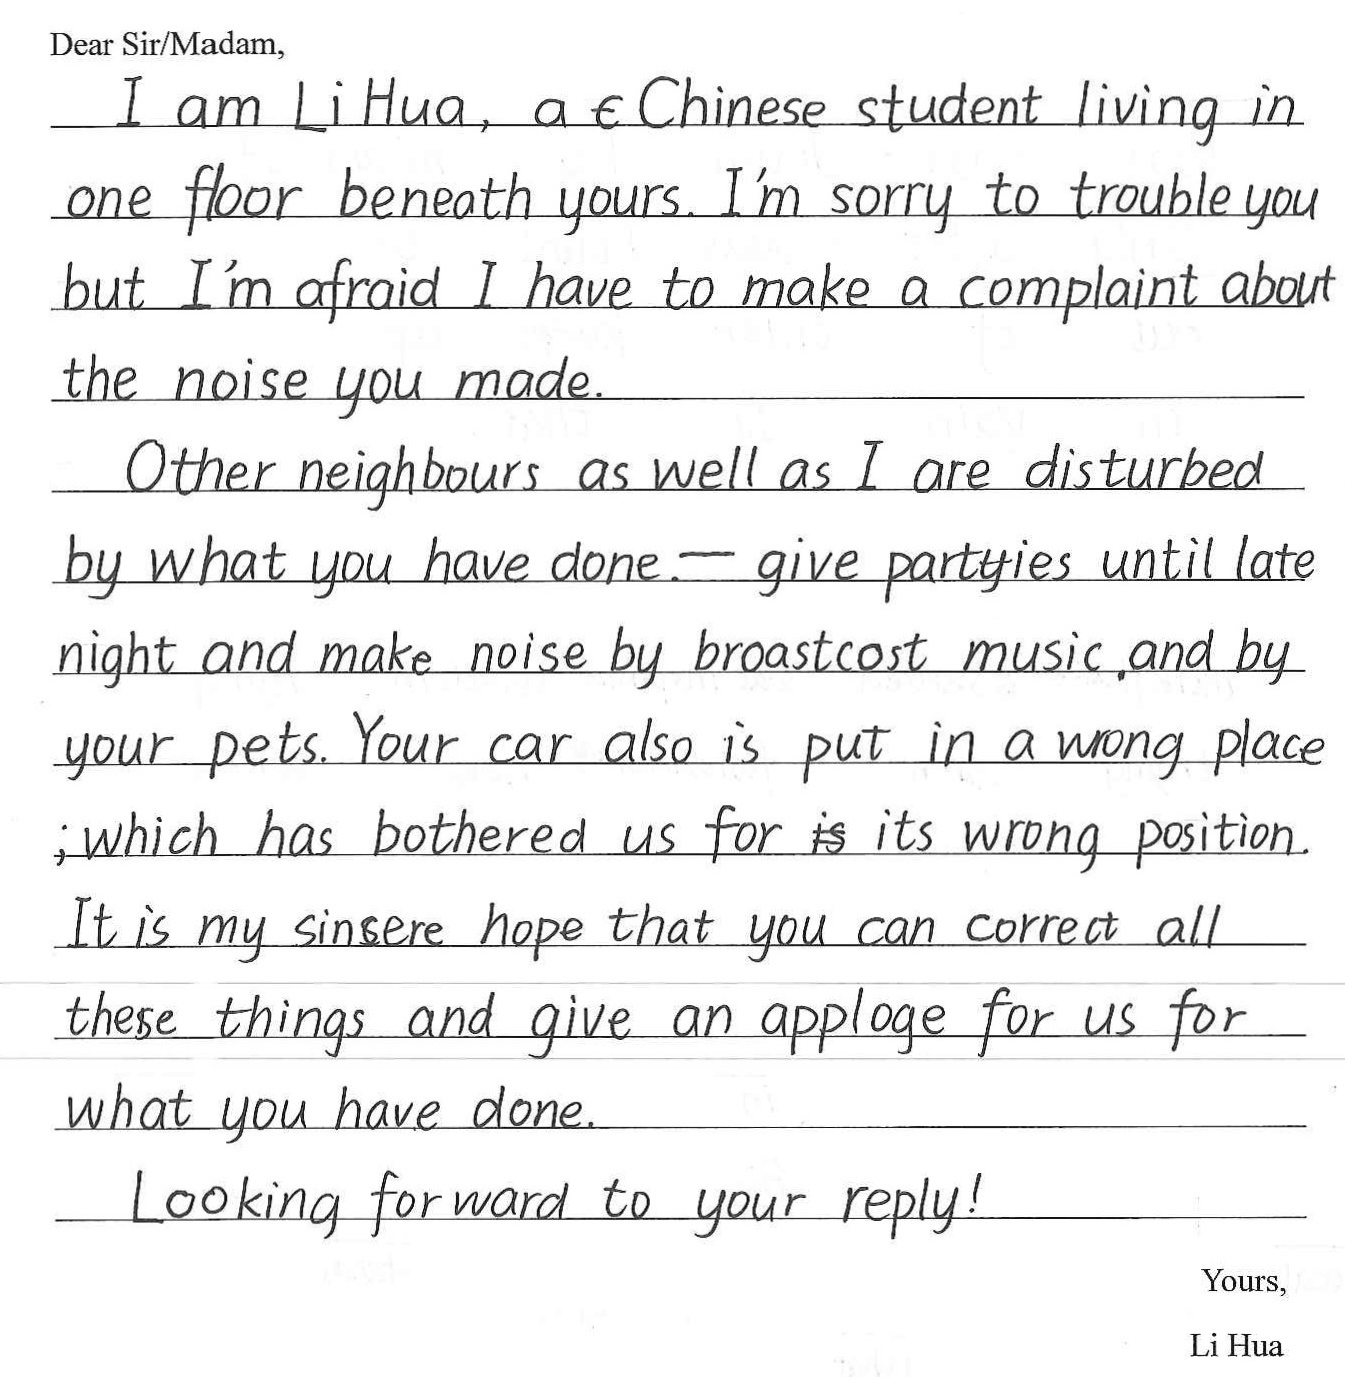 Dear Sir/Madam,
I am Li Hua, a Chinese student living in
one floor beneath yours. I'm sorry to trouble you
but I'm afraid I have to make a complaint about
the noise you made.
Other neighbours as well as I are disturbed
by what you have done.— give partyies until late
night and make noise by broastcost music, and by
your pets. Your car also is put in a wrong place
; which has bothered us for is its wrong position.
It is my sinsere hope that you can correct all
these things and give an apploge for us for
what you have done.
Looking forward to your reply!
Yours,
Li Hua